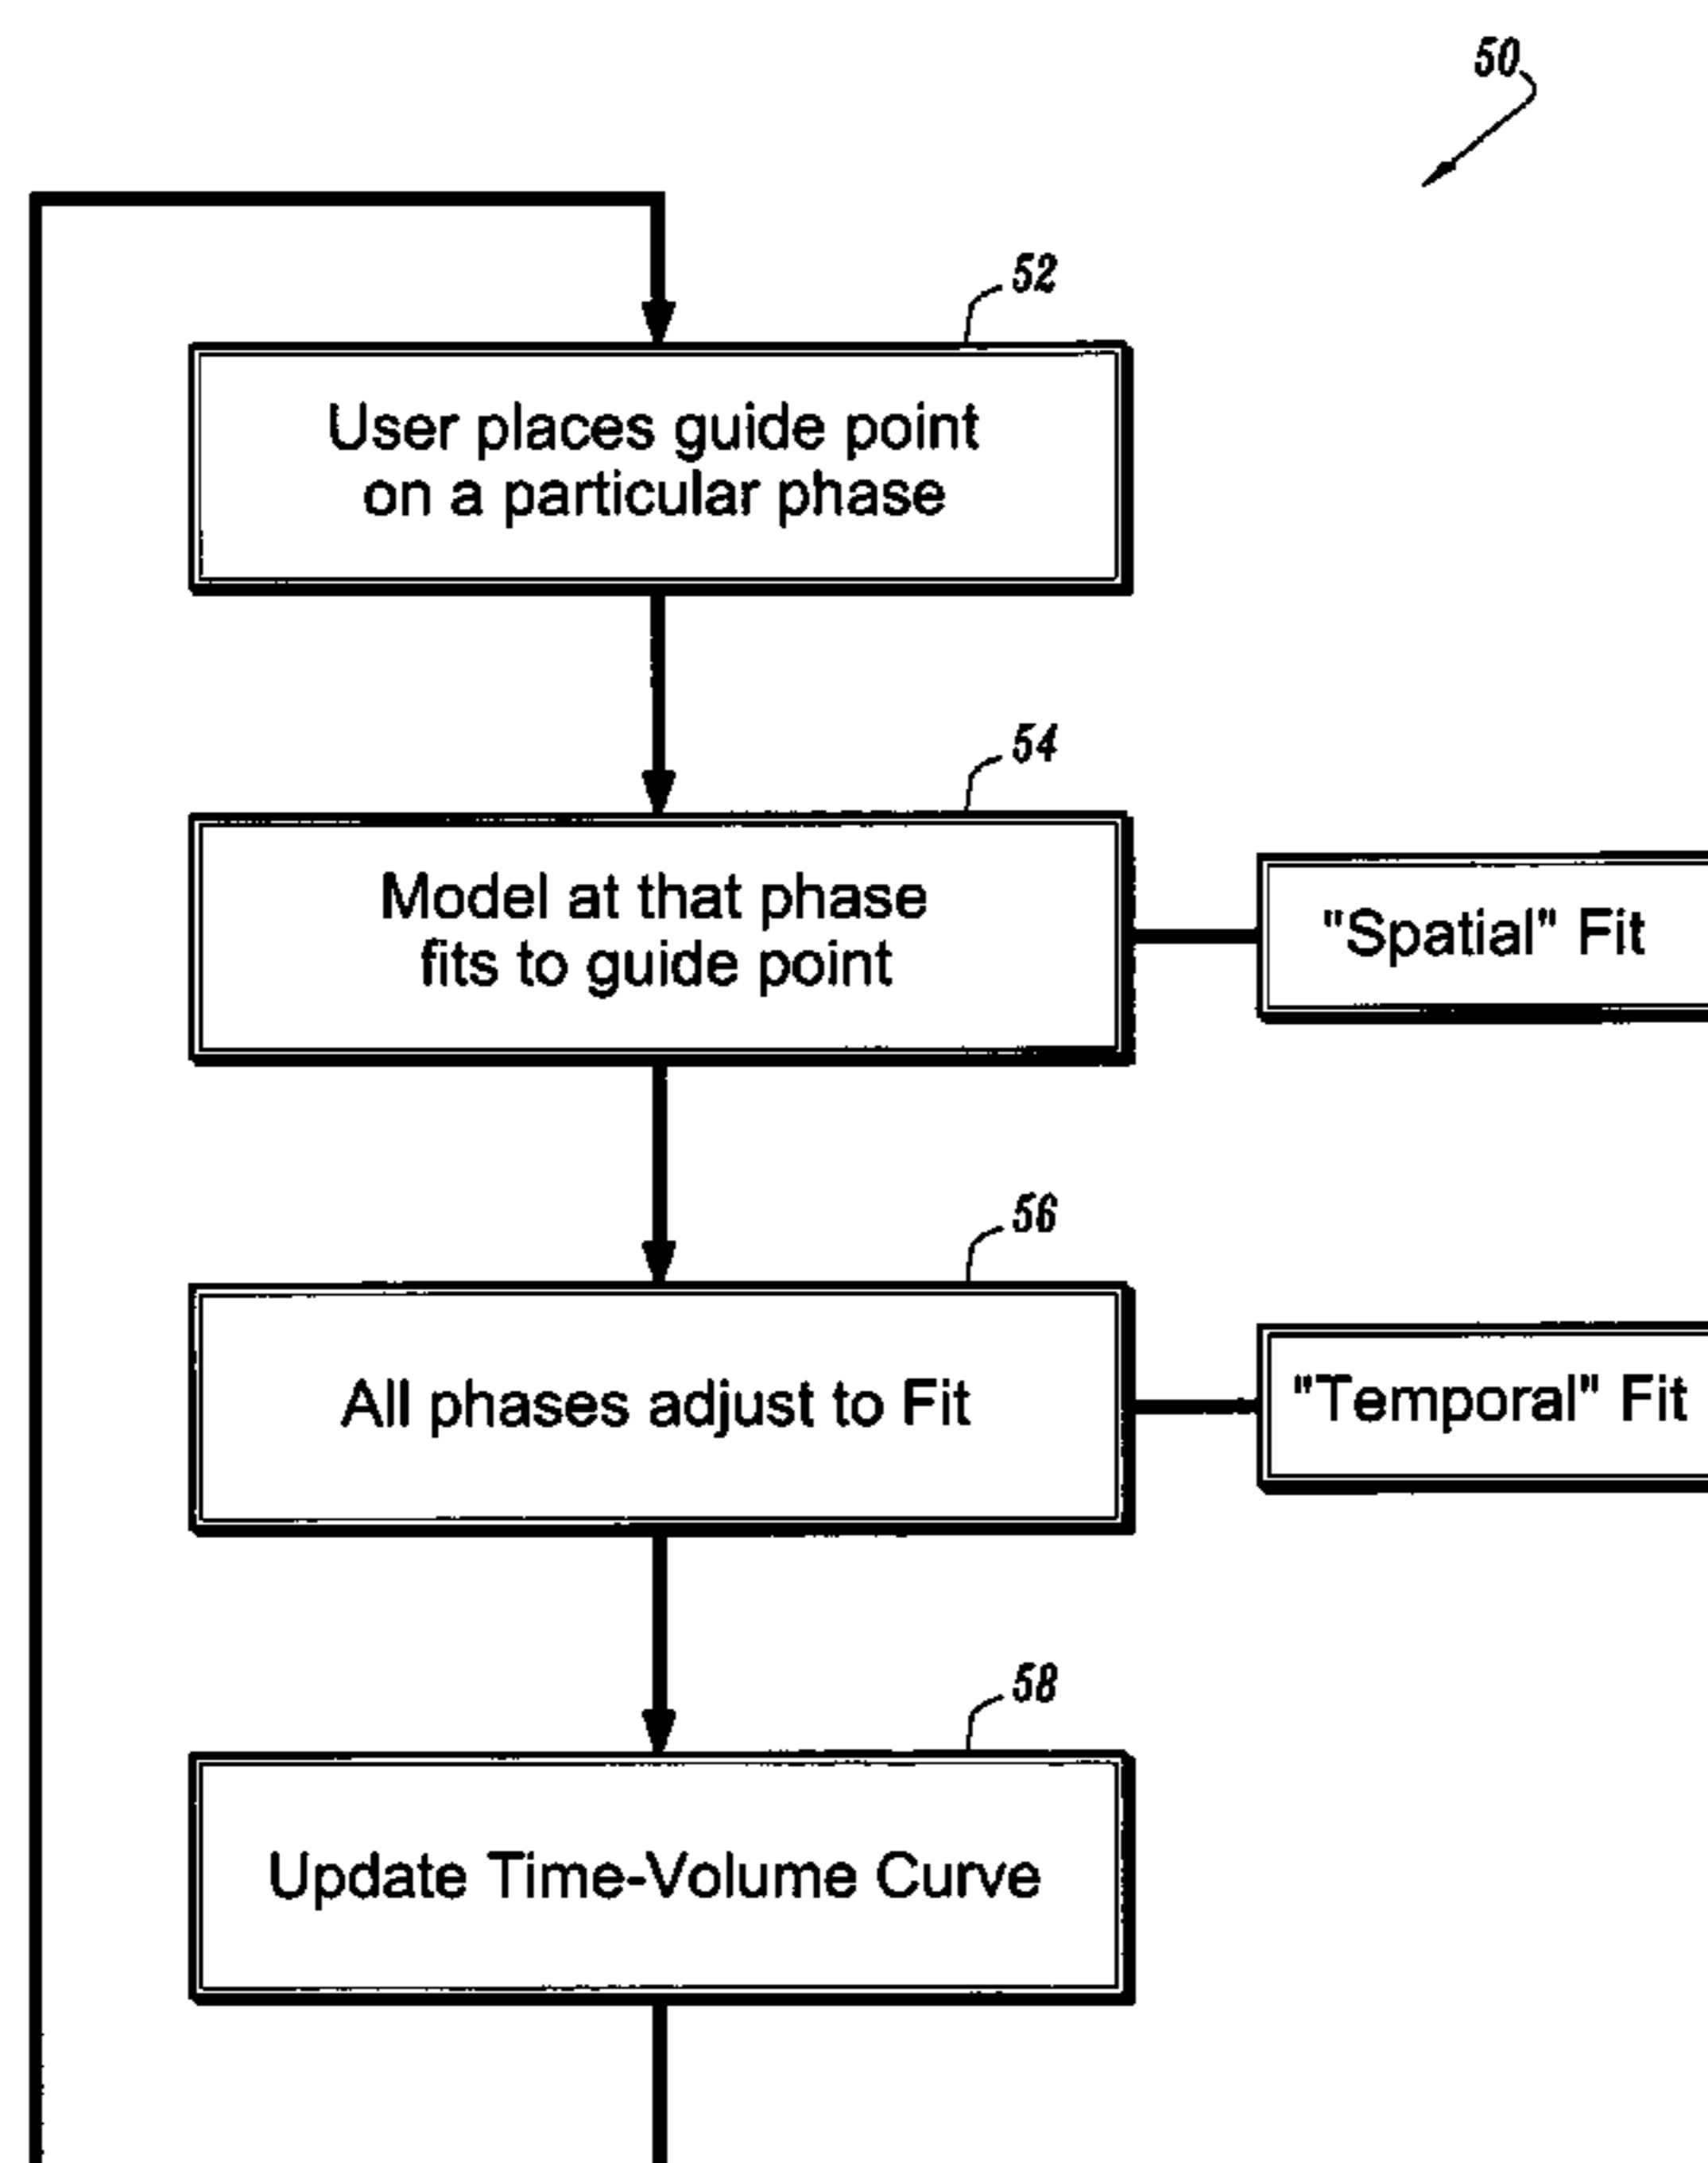 50
52
User places guide point
on a particular phase
54
Model at that phase
fits to guide point
"Spatial" Fit
56
All phases adjust to Fit
"Temporal" Fit
58
Update Time-Volume Curve